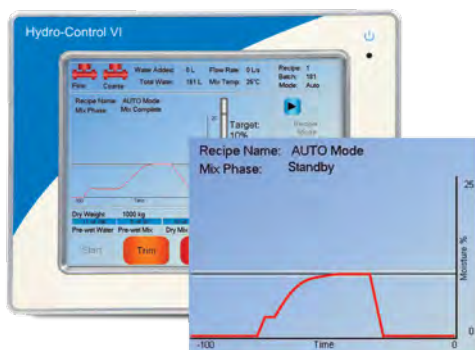 Hydro-Control VI
Water Added: 0 L Flow Rate: 0 L/s Recipe: 1
Total Water: 181 L Mix Temp: 26°C Batch: 191
Mode: Auto
Fine Coarse
Recipe Name: AUTO Mode
Mix Phase: Mix Complete
Target:
10%
Recipe
Mode
Time
Dry Weight: 1000 kg
Pre-wet Water Pre-wet Mix Dry Mix
Start Trim
Recipe Name: AUTO Mode
Mix Phase: Standby
25
Moisture %
0
-100 Time 0